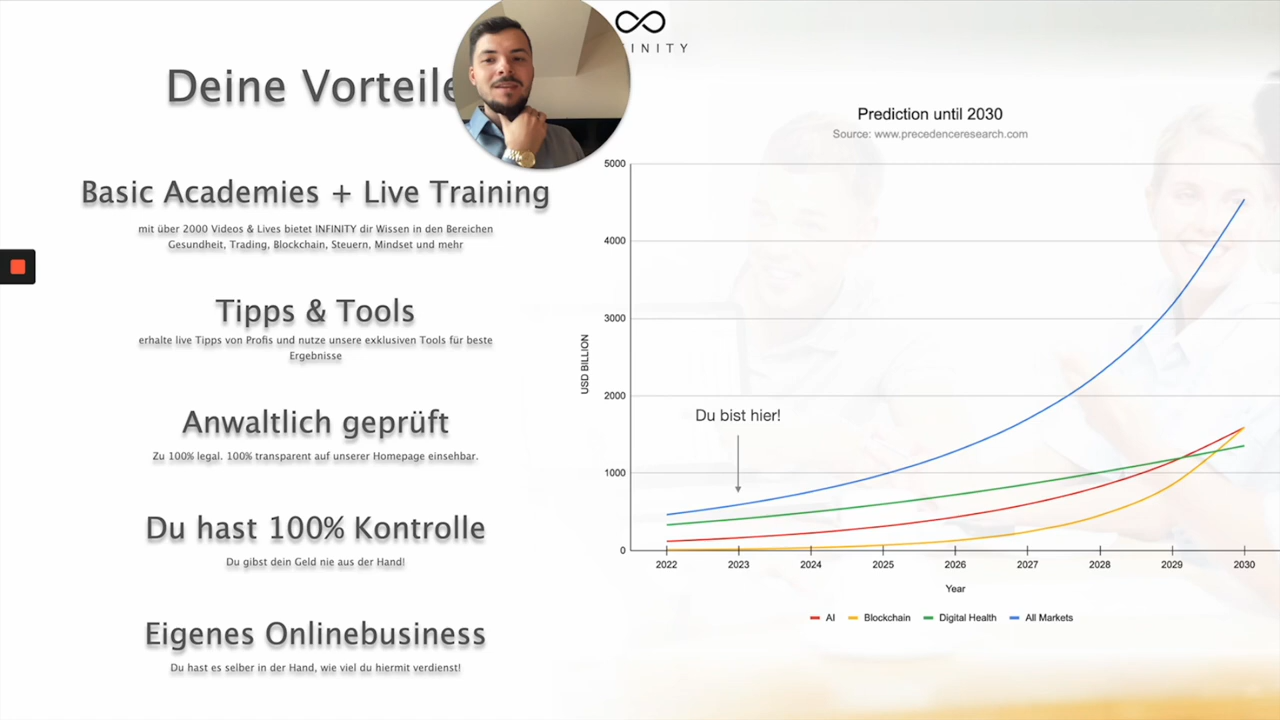 Deine Vorteile
INITY
Basic Academies + Live Training
mit über 2000 Videos & Lives bietet INFINITY dir Wissen in den Bereichen
Gesundheit, Trading, Blockchain, Steuern, Mindset und mehr
Tipps & Tools
erhalte live Tipps von Profis und nutze unsere exklusiven Tools für beste
Ergebnisse
Anwaltlich geprüft
Zu 100% legal. 100% transparent auf unserer Homepage einsehbar.
Du hast 100% Kontrolle
Du gibst dein Geld nie aus der Hand!
Eigenes Onlinebusiness
Du hast es selber in der Hand, wie viel du hiermit verdienst!
Prediction until 2030
Source: www.precedenceresearch.com
5000
4000
3000
2000
1000
0
USD BILLION
Du bist hier!
2022 2023 2024 2025 2026 2027 2028 2029 2030
Year
AI Blockchain Digital Health All Markets